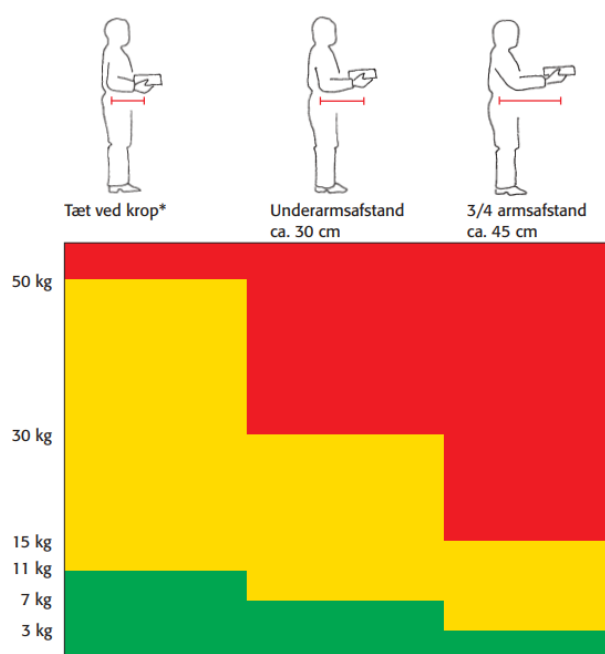 Tæt ved krop*
Underarmsafstand
ca. 30 cm
3/4 armsafstand
ca. 45 cm
50 kg
30 kg
15 kg
11 kg
7 kg
3 kg